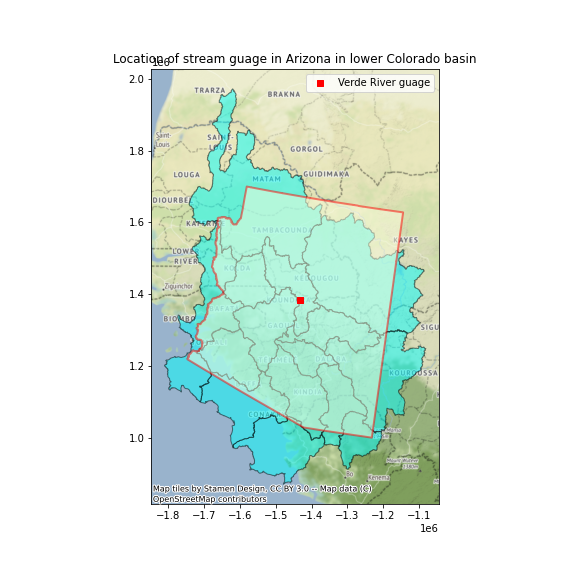 Location of stream guage in Arizona in lower Colorado basin
1e6
Verde River guage
2.0
1.8
1.6
1.4
1.2
1.0
TRARZA
BRAKNA
Saint-
Louis
SAINT-
LOUIS
GORGOL
LOUGA
MATAM
GUIDIMAKA
DIOURBE
KAFFRINE
TAMBACOUNDA
KAYES
LOWER
RIVER
KOLDA
KEDOUGOU
Ziguinchor
BIOMBO
SIGU
KOUROUSSA
KINDIA
CONA
Bo
Kenema
Map tiles by Stamen Design, CC BY 3.0 -- Map data (C)
OpenStreetMap contributors
−1.8
−1.7
−1.6
−1.5
−1.4
−1.3
−1.2
−1.1
1e6